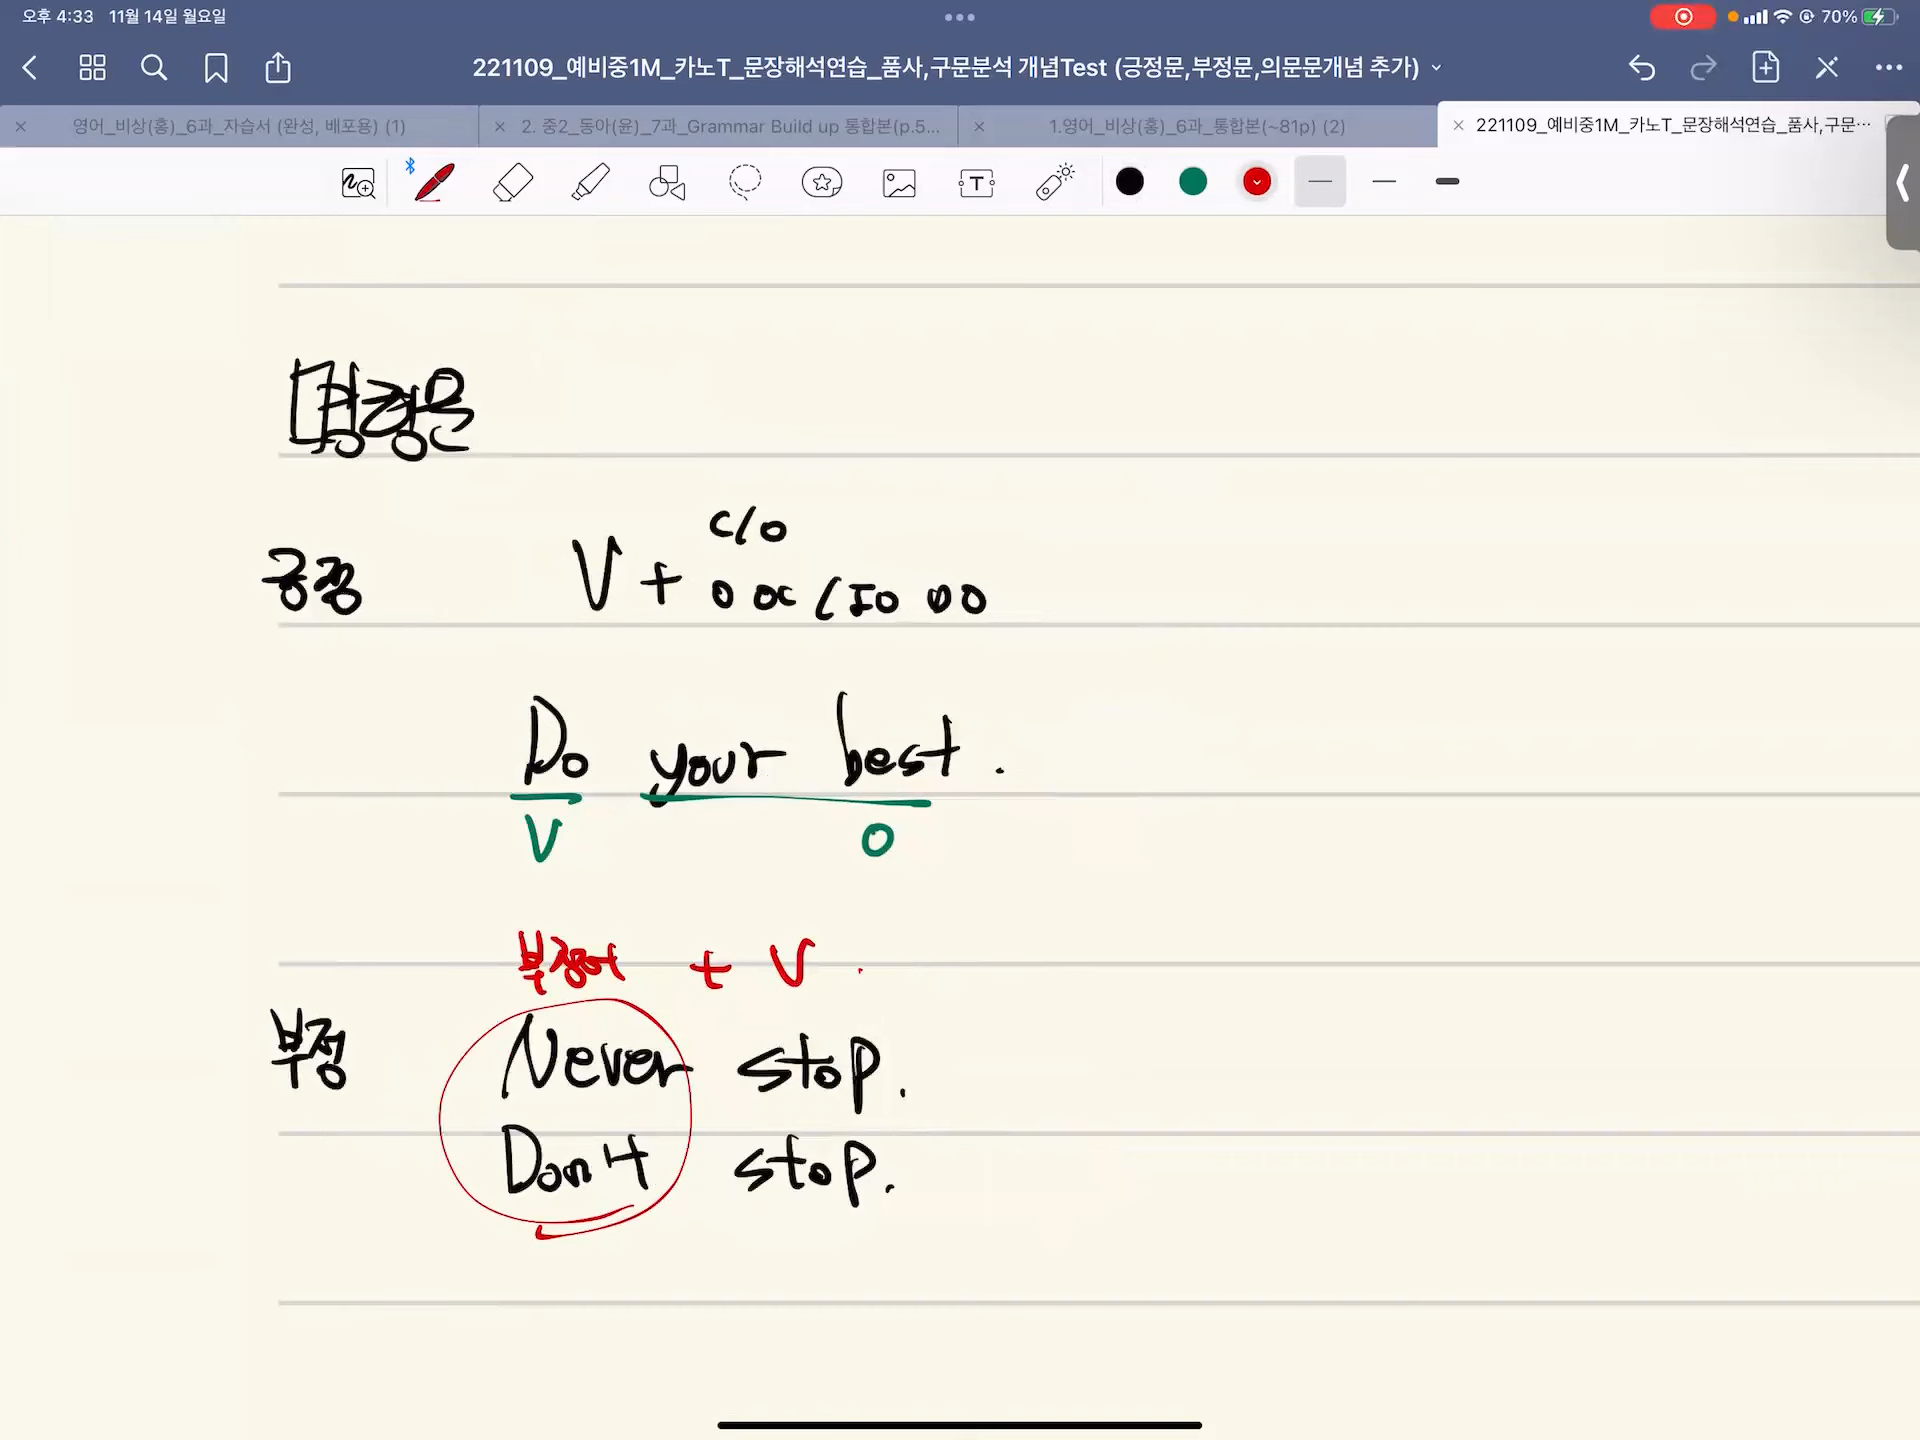 오후 4:33 11월 14일 월요일 70%
221109_예비중1M_카노T_문장해석연습_품사,구문분석 개념Test (긍정문,부정문,의문문개념 추가)
영어_비상(홍)_6과_자습서 (완성, 배포용) (1) 2. 중2_동아(윤)_7과_Grammar Build up 통합본(p.5... 1.영어_비상(홍)_6과_통합본(~81p) (2) 221109_예비중1M_카노T_문장해석연습_품사,구문...
명령문
C/O
긍정 V + O OC / IO DO
Do your best.
V O
부정어 + V
부정 Never stop.
Don't stop.